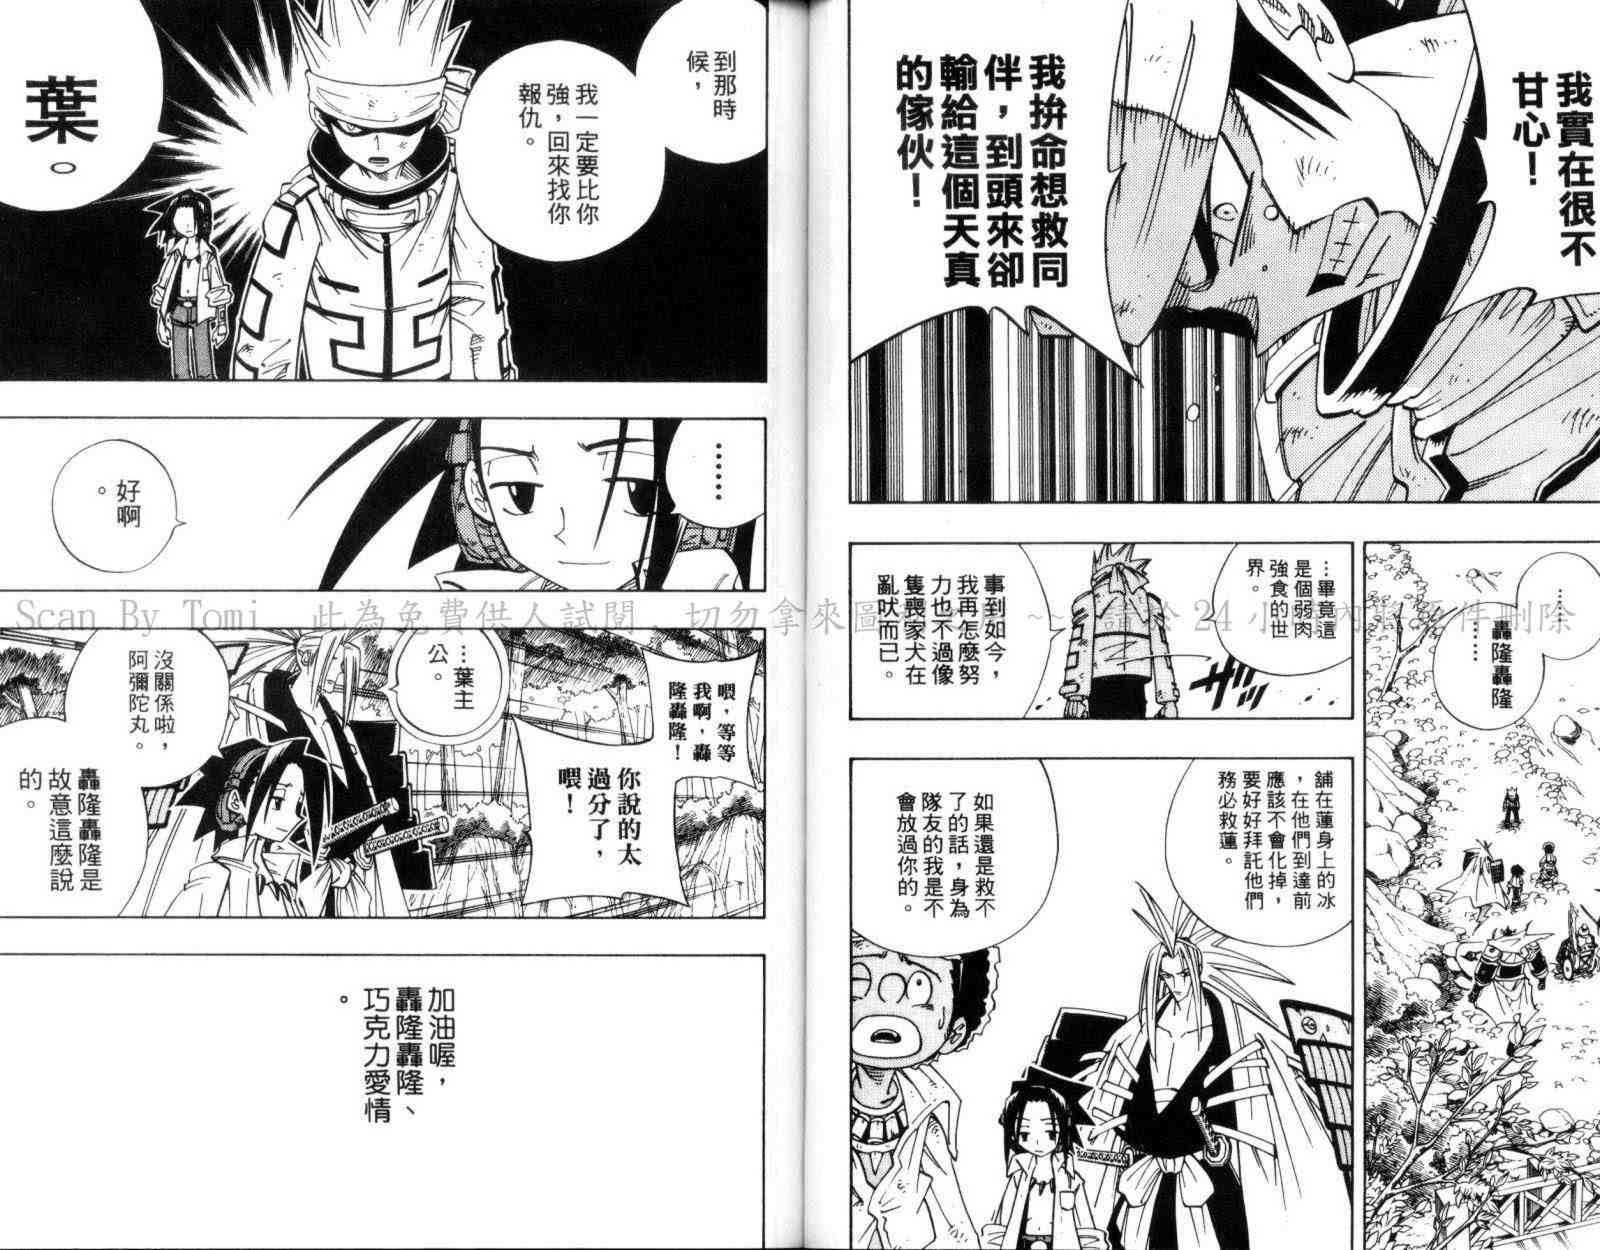 我實在很不
甘心！
我拚命想救同
伴，到頭來卻
輸給這個天真
的傢伙！
……
轟隆轟隆
……
…畢竟這
是個弱肉
強食的世
界。
事到如今，
我再怎麼努
力也不過像
隻喪家犬在
亂吠而已。
舖在蓮身上的冰
，在他們到達前
應該不會化掉，
要好好拜託他們
務必救蓮。
如果還是救不
了的話，身為
隊友的我是不
會放過你的。
到那時
候，
我一定要比你
強，回來找你
報仇。
葉。
……
好啊
。
喂，等等
我啊，轟
隆轟隆！
你說的太
過分了，
喂！
…葉主
公。
沒關係啦，
阿彌陀丸。
轟隆轟隆是
故意這麼說
的。
加油喔，
轟隆轟隆、
巧克力愛情
。
Scan By Tomi 此為免費供人試閱，切勿拿來圖 ~~ 請於 24 小時內將 件刪除